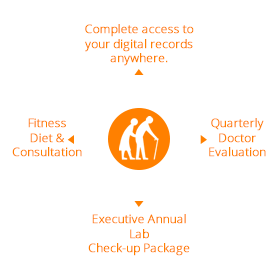 Complete access to
your digital records
anywhere.
Fitness
Diet &
Consultation
Quarterly
Doctor
Evaluation
Executive Annual
Lab
Check-up Package